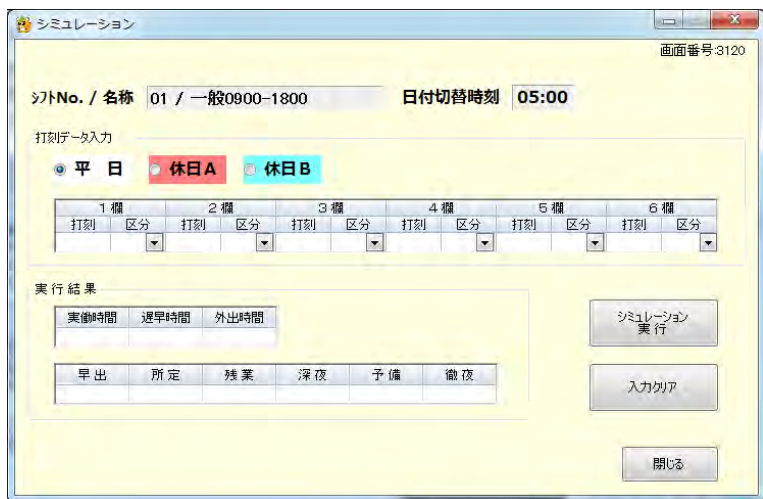 シミュレーション
画面番号:3120
ｼﾌﾄNo. / 名称 01 / 一般0900-1800 日付切替時刻 05:00
打刻データ入力
平 日 休日A 休日B
1 欄 2 欄 3 欄 4 欄 5 欄 6 欄
打刻 区分 打刻 区分 打刻 区分 打刻 区分 打刻 区分 打刻 区分
実行結果
実働時間 遅早時間 外出時間
シミュレーション
実行
早出 所定 残業 深夜 予備 徹夜
入力クリア
閉じる